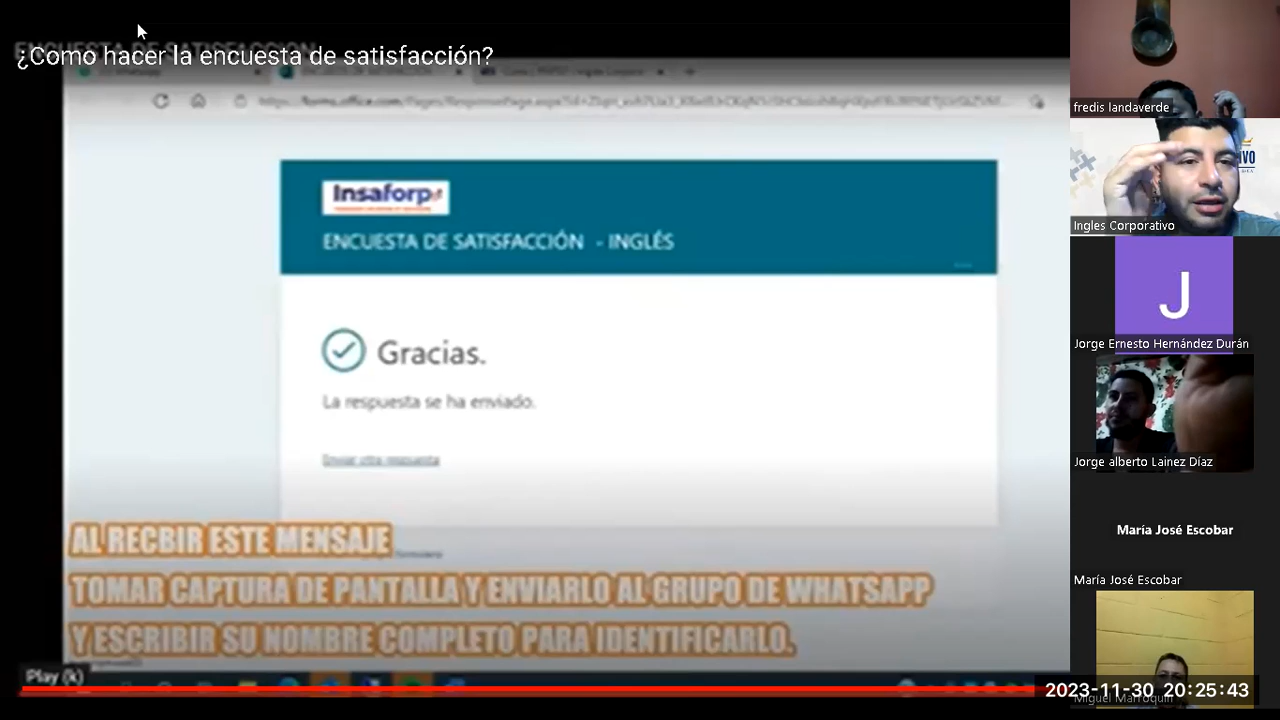 ¿Como hacer la encuesta de satisfacción?
Insaforp
ENCUESTA DE SATISFACCIÓN - INGLÉS
Gracias.
La respuesta se ha enviado.
Enviar otra respuesta
AL RECBIR ESTE MENSAJE
TOMAR CAPTURA DE PANTALLA Y ENVIARLO AL GRUPO DE WHATSAPP
Y ESCRIBIR SU NOMBRE COMPLETO PARA IDENTIFICARLO.
Play (k)
fredis landaverde
IVO
Ingles Corporativo
J
Jorge Ernesto Hernández Durán
Jorge alberto Lainez Díaz
María José Escobar
María José Escobar
2023-11-30 20:25:43
Miguel Marroquin